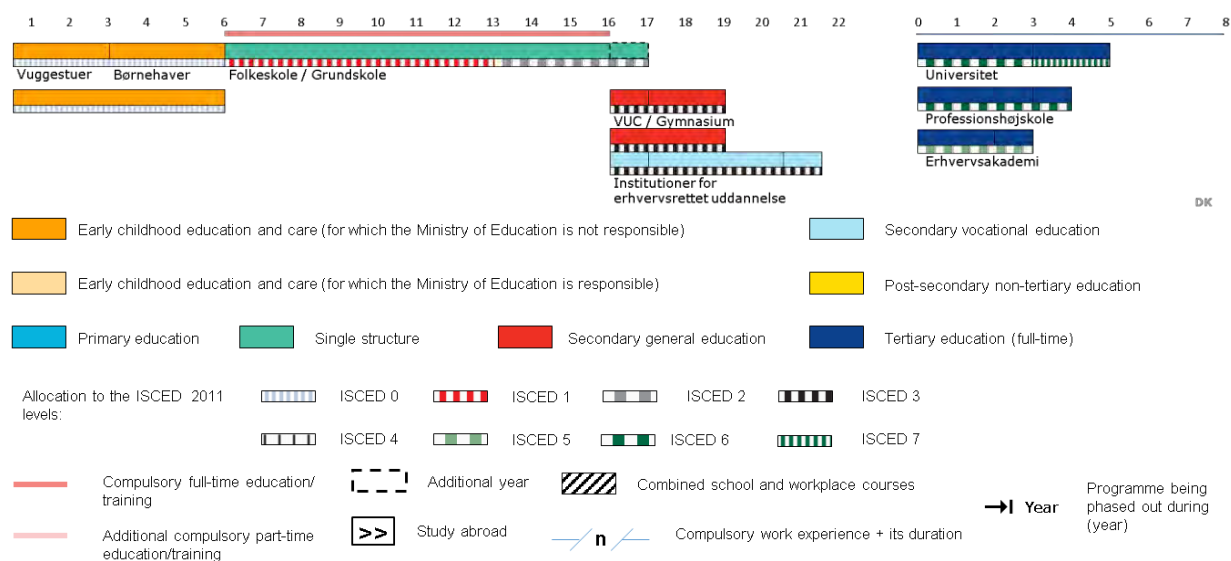 1 2 3 4 5 6 7 8 9 10 11 12 13 14 15 16 17 18 19 20 21 22
0 1 2 3 4 5 6 7 8
Vuggestuer Børnehaver Folkeskole / Grundskole
Universitet
VUC / Gymnasium
Professionshøjskole
Erhvervsakademi
Institutioner for
erhvervsrettet uddannelse
DK
Early childhood education and care (for which the Ministry of Education is not responsible)
Secondary vocational education
Early childhood education and care (for which the Ministry of Education is responsible)
Post-secondary non-tertiary education
Primary education
Single structure
Secondary general education
Tertiary education (full-time)
Allocation to the ISCED 2011
levels:
ISCED 0
ISCED 1
ISCED 2
ISCED 3
ISCED 4
ISCED 5
ISCED 6
ISCED 7
Compulsory full-time education/
training
Additional year
Combined school and workplace courses
Year
Programme being
phased out during
(year)
Additional compulsory part-time
education/training
>> Study abroad
n Compulsory work experience + its duration